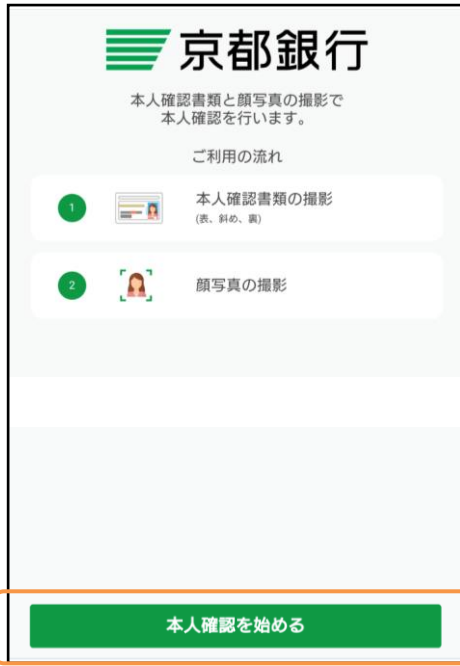 京都銀行
本人確認書類と顔写真の撮影で
本人確認を行います。
ご利用の流れ
1
本人確認書類の撮影
(表、斜め、裏)
2
顔写真の撮影
本人確認を始める